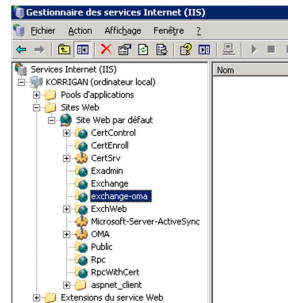 Gestionnaire des services Internet (IIS)
Fichier Action Affichage Fenêtre ?
Services Internet (IIS)
Nom
KORRIGAN (ordinateur local)
Pools d'applications
Sites Web
Site Web par défaut
CertControl
CertEnroll
CertSrv
Exadmin
Exchange
exchange-oma
ExchWeb
Microsoft-Server-ActiveSync
OMA
Public
Rpc
RpcWithCert
aspnet_client
Extensions du service Web